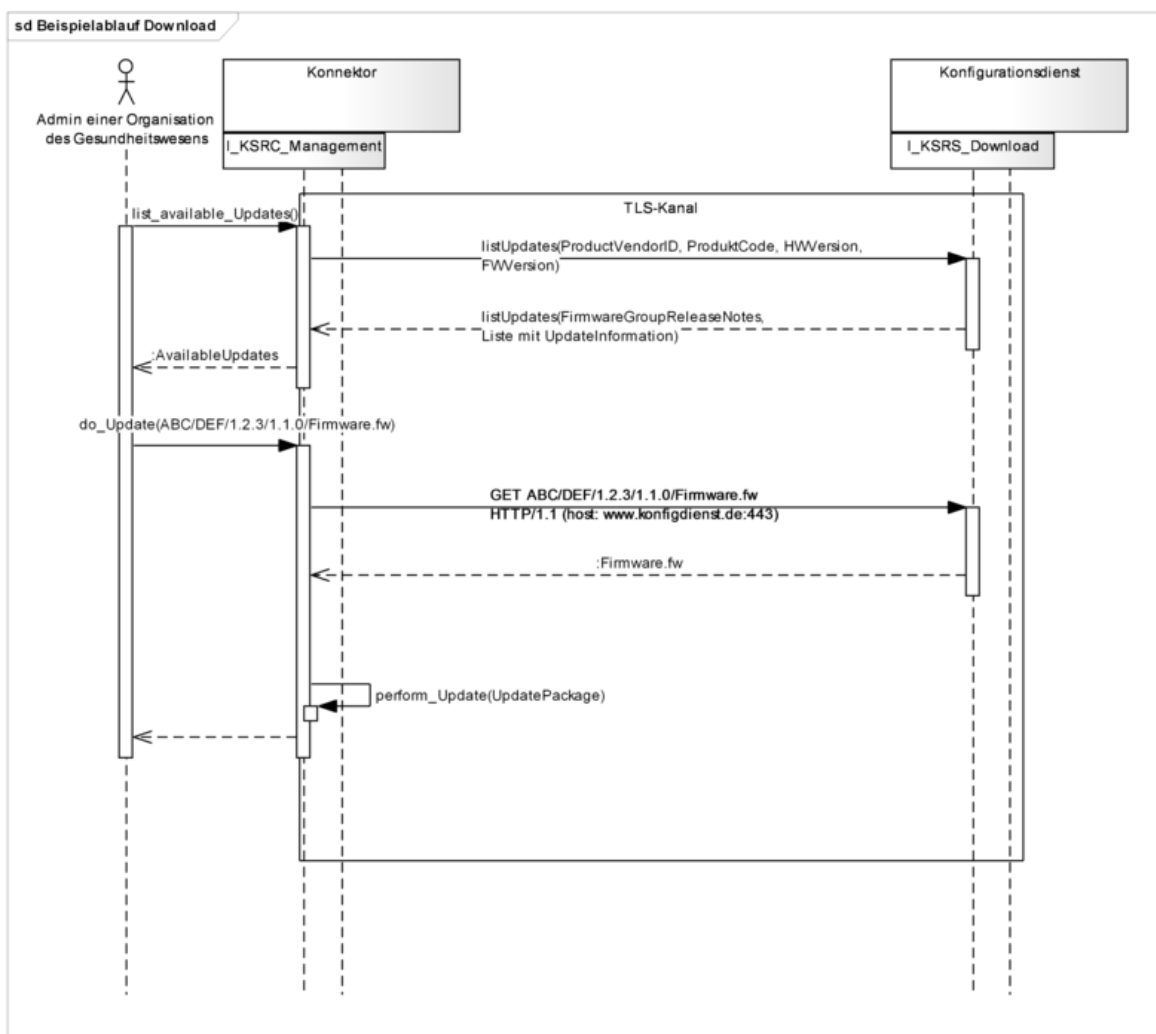 sd Beispielablauf Download
Konnektor
Konfigurationsdienst
Admin einer Organisation
des Gesundheitswesens
I_KSRC_Management
I_KSRS_Download
TLS-Kanal
list_available_Updates()
listUpdates(ProductVendorID, ProduktCode, HWVersion,
FWVersion)
listUpdates(FirmwareGroupReleaseNotes,
Liste mit UpdateInformation)
:AvailableUpdates
do_Update(ABC/DEF/1.2.3/1.1.0/Firmware.fw)
GET ABC/DEF/1.2.3/1.1.0/Firmware.fw
HTTP/1.1 (host: www.konfigdienst.de:443)
:Firmware.fw
perform_Update(UpdatePackage)